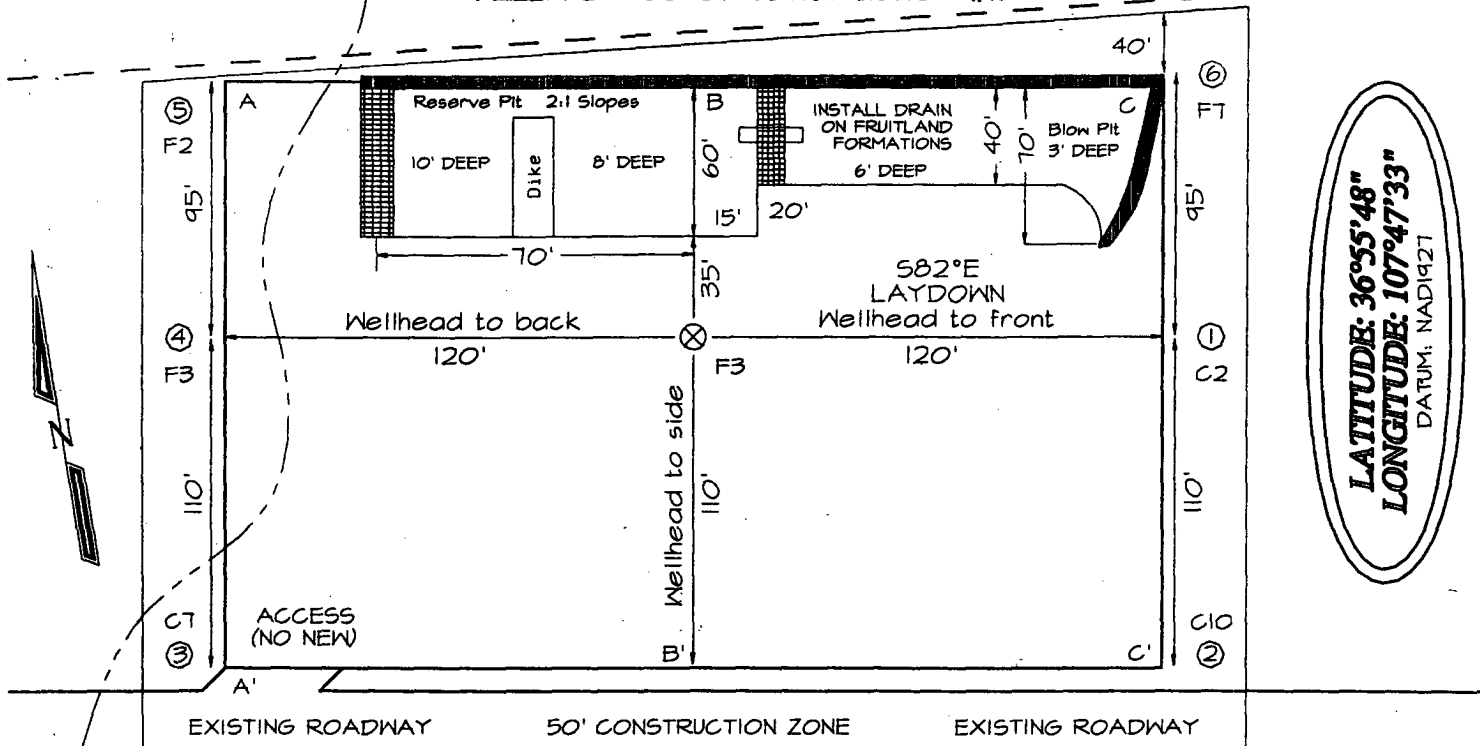 40'
⑥
F7
A
Reserve Pit 2:1 Slopes
B
INSTALL DRAIN
ON FRUITLAND
FORMATIONS
6' DEEP
C
⑤
F2
10' DEEP
Dike
8' DEEP
60'
40'
70'
Blow Pit
3' DEEP
95'
15'
20'
95'
70'
35'
S82°E
LAYDOWN
Wellhead to back
Wellhead to front
④
F3
120'
F3
120'
①
C2
N
110'
Wellhead to side
110'
110'
C7
③
ACCESS
(NO NEW)
B'
C'
C10
②
A'
EXISTING ROADWAY
50' CONSTRUCTION ZONE
EXISTING ROADWAY
LATITUDE: 36°55'48"
LONGITUDE: 107°47'33"
DATUM: NAD1927